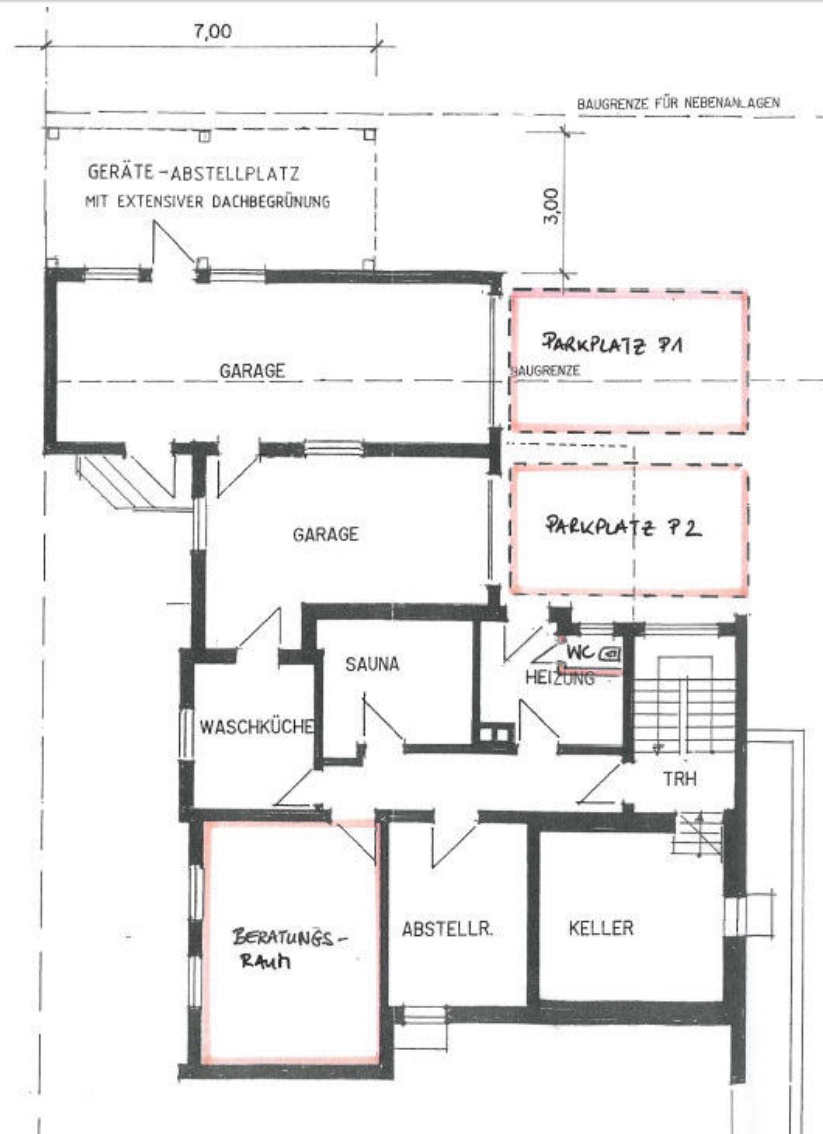 7,00
BAUGRENZE FÜR NEBENANLAGEN
GERÄTE-ABSTELLPLATZ
MIT EXTENSIVER DACHBEGRÜNUNG
3,00
PARKPLATZ P1
GARAGE
BAUGRENZE
PARKPLATZ P2
GARAGE
WC
SAUNA
HEIZUNG
WASCHKÜCHE
TRH
BERATUNGS-
RAUM
ABSTELLR.
KELLER